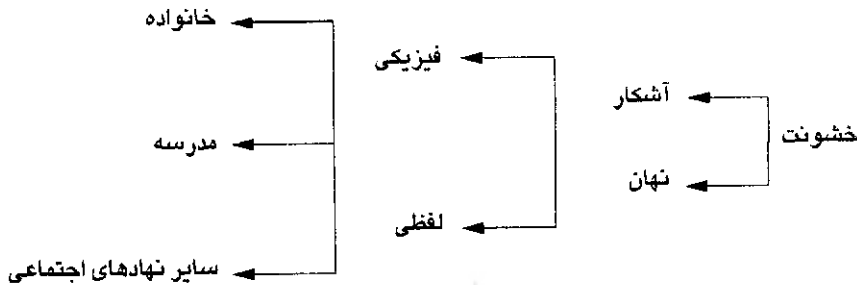 خشونت
آشکار
نهان
فیزیکی
لفظی
خانواده
مدرسه
سایر نهادهای اجتماعی